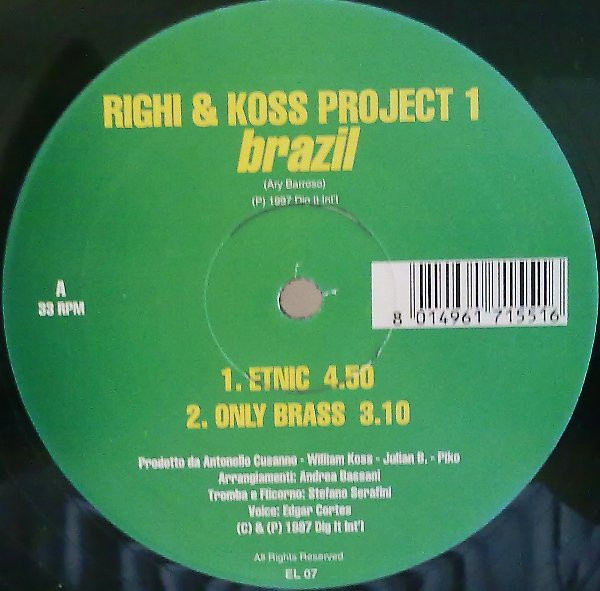 RIGHI & KOSS PROJECT 1
brazil
(Ary Barroso)
(P) 1997 Dig It Int'l
A
33 RPM
8 014961 715516
1. ETNIC 4.50
2. ONLY BRASS 3.10
Prodotto da Antonello Cusanno - William Koss - Julian B. - Piko
Arrangiamenti: Andrea Bassani
Tromba e Flicorno: Stefano Serafini
Voice: Edgar Cortes
(C) & (P) 1997 Dig It Int'l
All Rights Reserved
EL 07